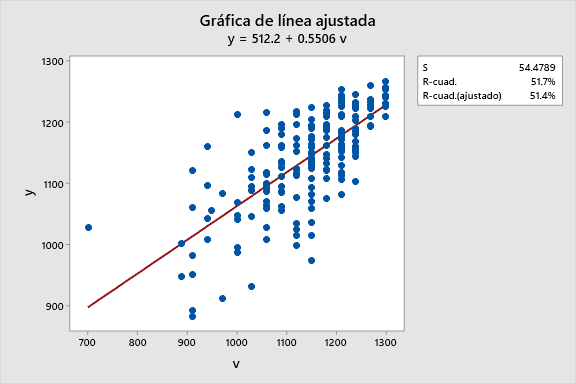 Gráfica de línea ajustada
y = 512.2 + 0.5506 v
S 54.4789
R-cuad. 51.7%
R-cuad.(ajustado) 51.4%
1300
1200
1100
1000
900
y
700 800 900 1000 1100 1200 1300
v